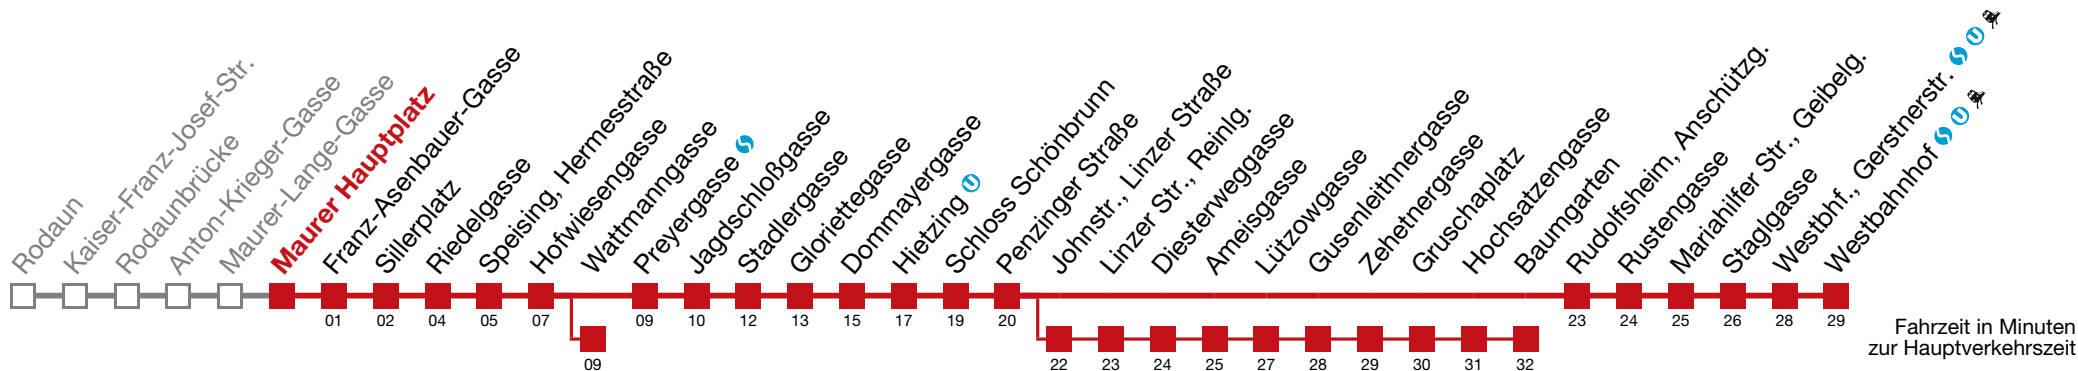 Rodaun
Kaiser-Franz-Josef-Str.
Rodaunbrücke
Anton-Krieger-Gasse
Maurer-Lange-Gasse
Maurer Hauptplatz
Franz-Asenbauer-Gasse
Sillerplatz
Riedelgasse
Speising, Hermesstraße
Hofwiesengasse
Wattmanngasse
Preyergasse S
Jagdschloßgasse
Stadlergasse
Gloriettegasse
Dommayergasse
Hietzing U
Schloss Schönbrunn
Penzinger Straße
Johnstr., Linzer Straße
Linzer Str., Reinlg.
Diesterweggasse
Ameisgasse
Lützowgasse
Gusenleithnergasse
Zehetnergasse
Gruschaplatz
Hochsatzengasse
Baumgarten
Rudolfsheim, Anschützg.
Rustengasse
Mariahilfer Str., Geibelg.
Staglgasse
Westbhf., Gerstnerstr. S U
Westbahnhof S U
01 02 04 05 07 09 10 12 13 15 17 19 20 23 24 25 26 28 29
09 22 23 24 25 27 28 29 30 31 32
Fahrzeit in Minuten
zur Hauptverkehrszeit